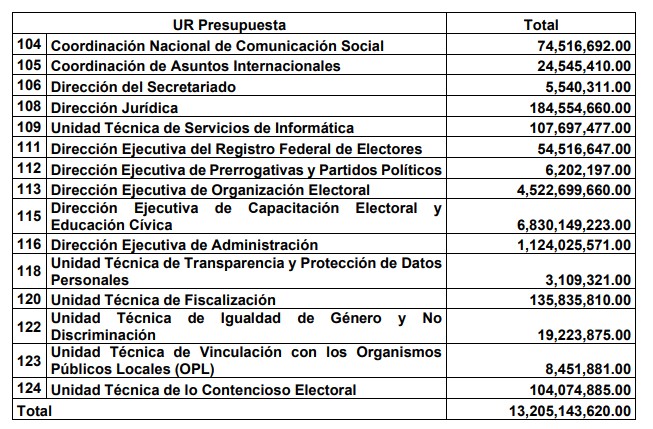 UR Presupuesta Total
104 Coordinación Nacional de Comunicación Social 74,516,692.00
105 Coordinación de Asuntos Internacionales 24,545,410.00
106 Dirección del Secretariado 5,540,311.00
108 Dirección Jurídica 184,554,660.00
109 Unidad Técnica de Servicios de Informática 107,697,477.00
111 Dirección Ejecutiva del Registro Federal de Electores 54,516,647.00
112 Dirección Ejecutiva de Prerrogativas y Partidos Políticos 6,202,197.00
113 Dirección Ejecutiva de Organización Electoral 4,522,699,660.00
115 Dirección Ejecutiva de Capacitación Electoral y
Educación Cívica 6,830,149,223.00
116 Dirección Ejecutiva de Administración 1,124,025,571.00
118 Unidad Técnica de Transparencia y Protección de Datos
Personales 3,109,321.00
120 Unidad Técnica de Fiscalización 135,835,810.00
122 Unidad Técnica de Igualdad de Género y No
Discriminación 19,223,875.00
123 Unidad Técnica de Vinculación con los Organismos
Públicos Locales (OPL) 8,451,881.00
124 Unidad Técnica de lo Contencioso Electoral 104,074,885.00
Total 13,205,143,620.00